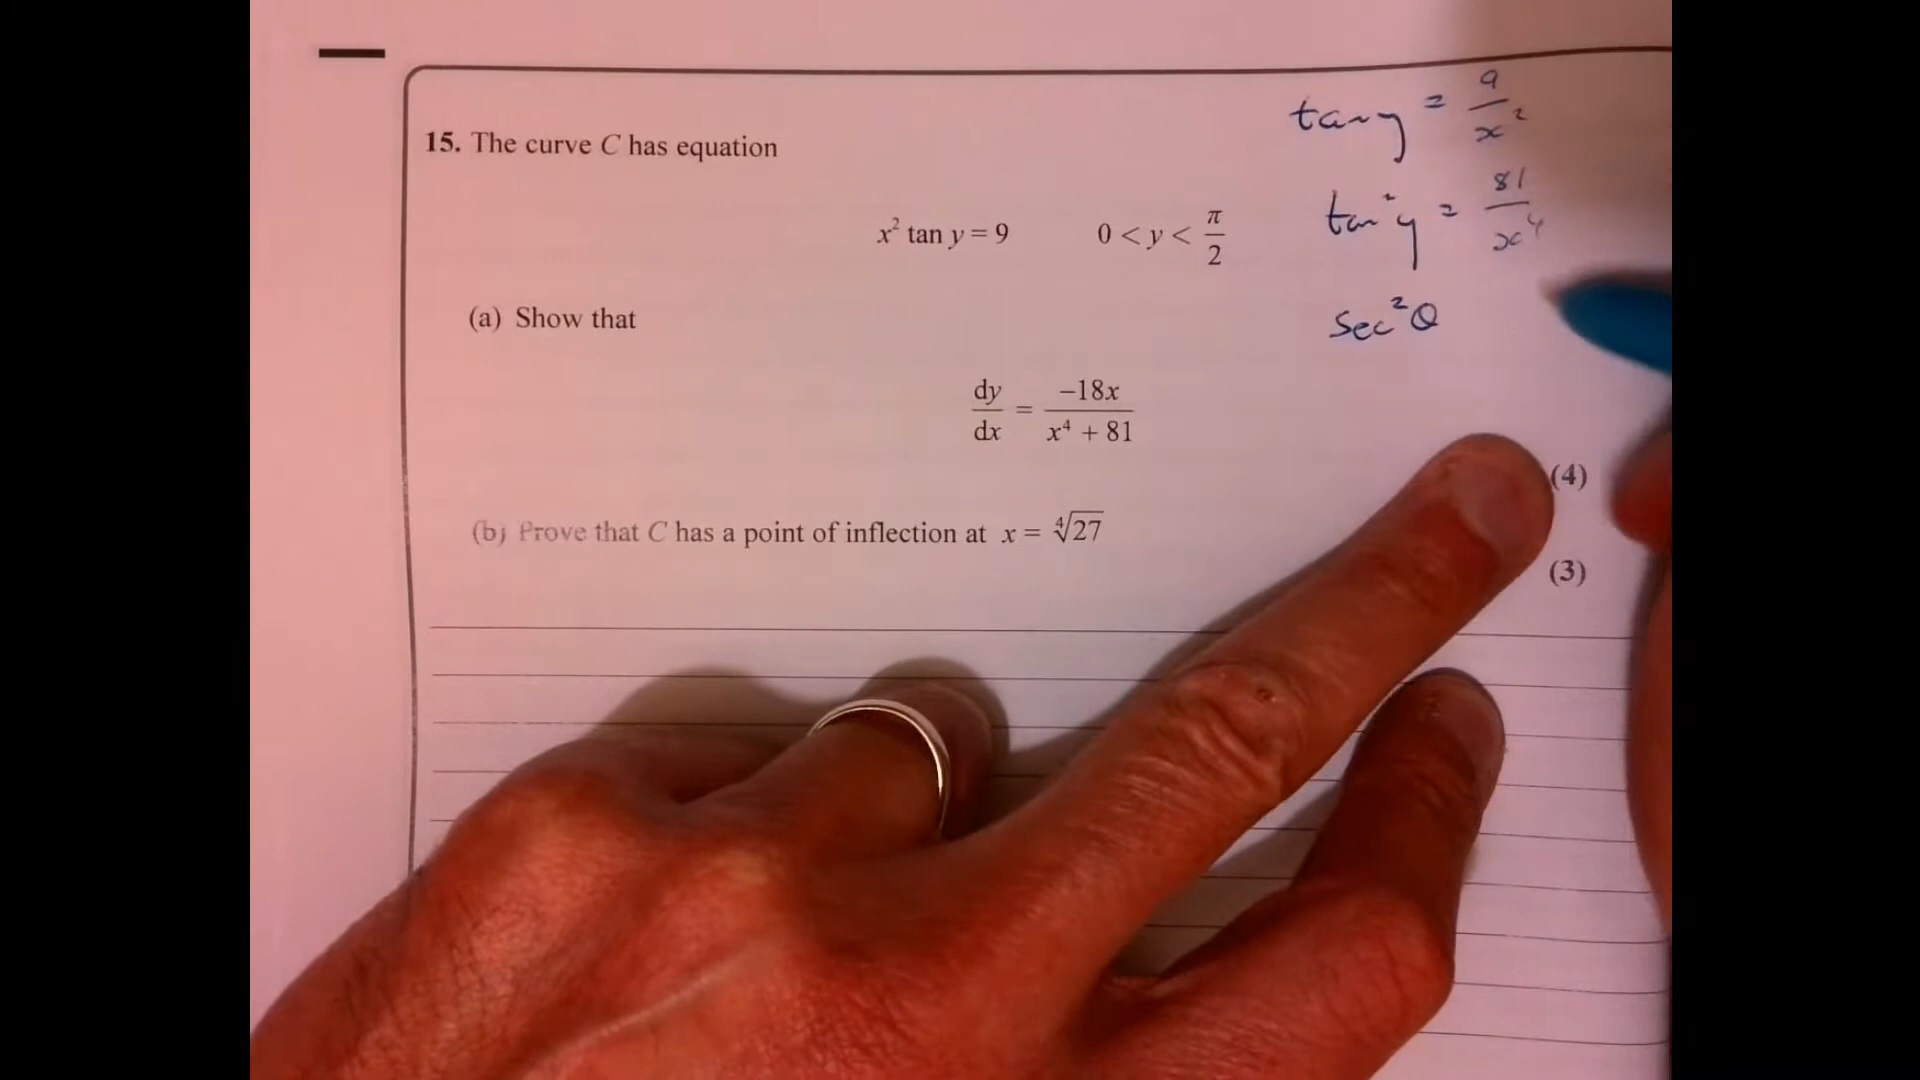 15. The curve C has equation
x² tan y = 9 0 < y < π/2
(a) Show that
dy/dx = −18x/(x⁴ + 81)
(4)
(b) Prove that C has a point of inflection at x = ∜27
(3)
tan y = 9/x²
tan²y = 81/x⁴
sec²θ